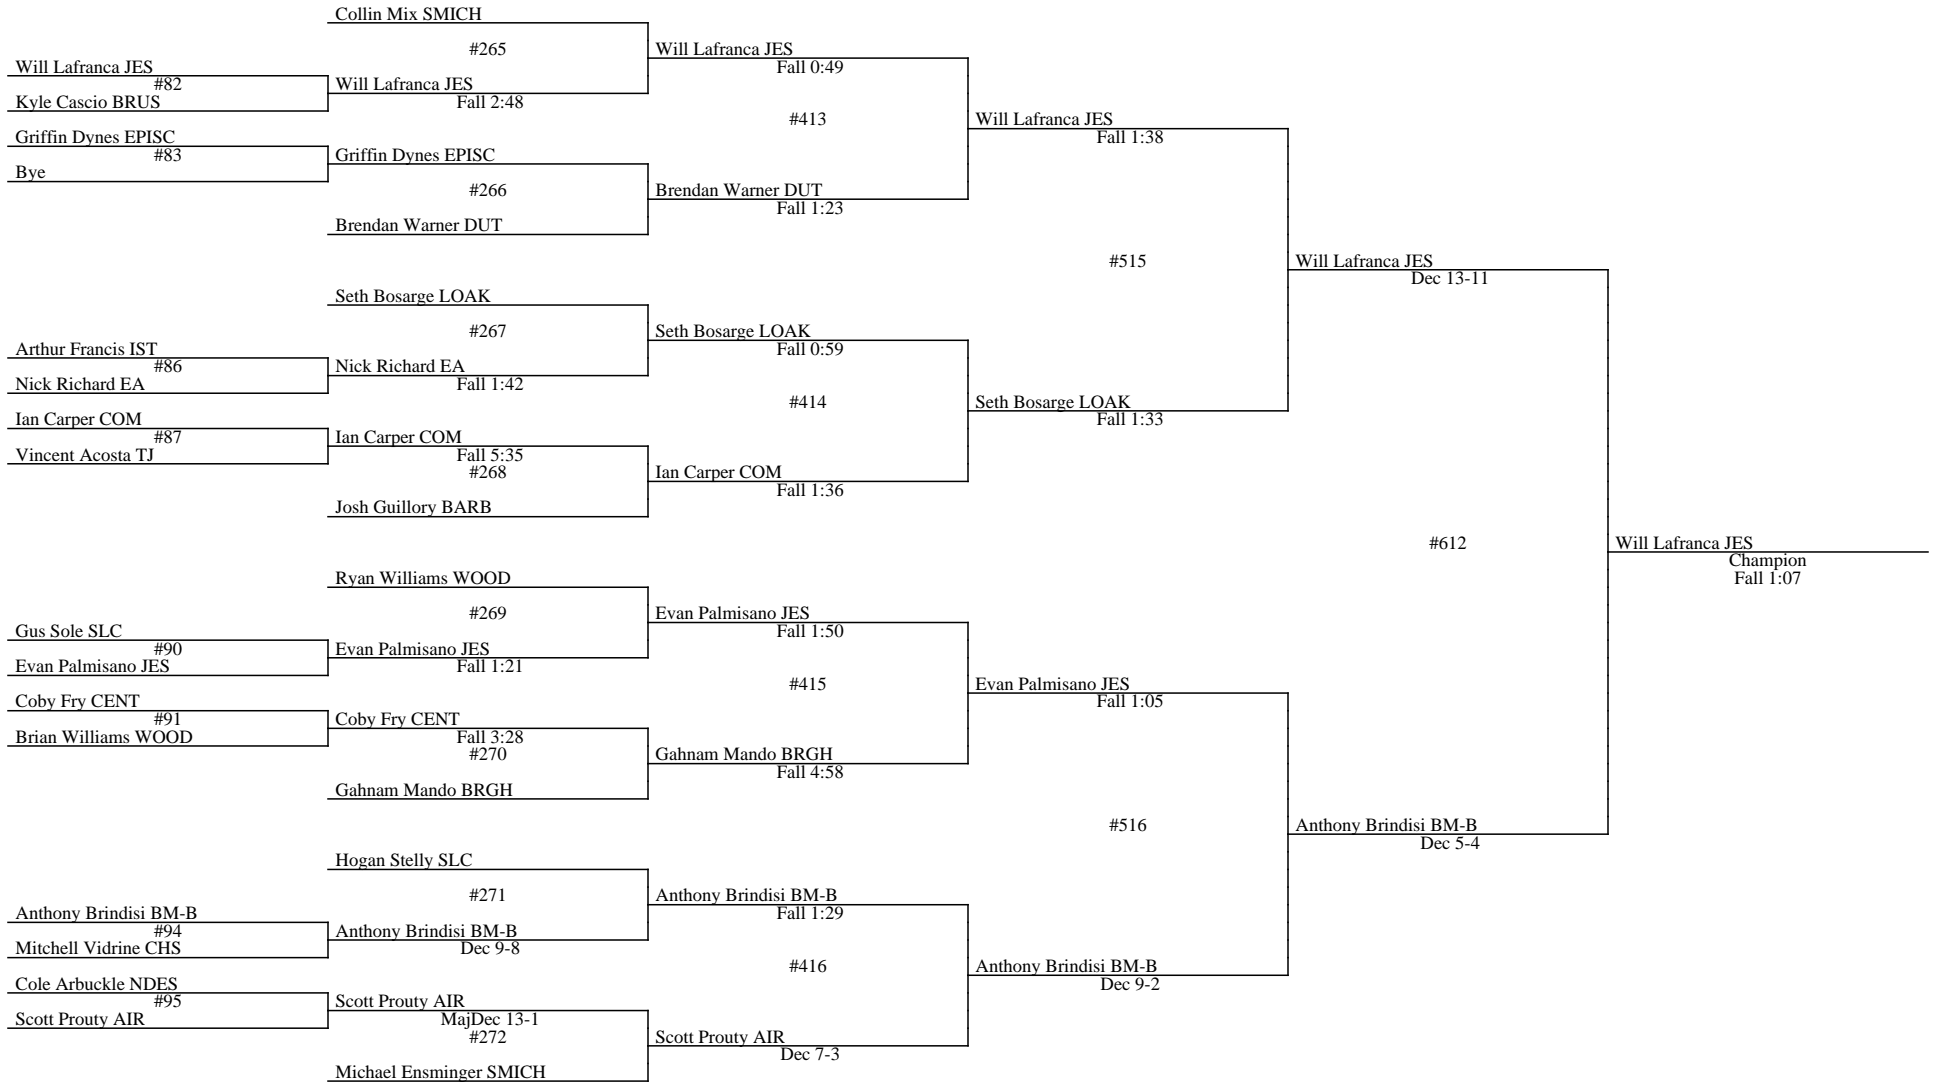 Collin Mix SMICH
#265
Will Lafranca JES
Fall 0:49
Will Lafranca JES
#82
Kyle Cascio BRUS
Will Lafranca JES
Fall 2:48
#413
Will Lafranca JES
Fall 1:38
Griffin Dynes EPISC
#83
Bye
Griffin Dynes EPISC
#266
Brendan Warner DUT
Fall 1:23
Brendan Warner DUT
#515
Will Lafranca JES
Dec 13-11
Seth Bosarge LOAK
#267
Seth Bosarge LOAK
Fall 0:59
Arthur Francis IST
#86
Nick Richard EA
Nick Richard EA
Fall 1:42
#414
Seth Bosarge LOAK
Fall 1:33
Ian Carper COM
#87
Vincent Acosta TJ
Ian Carper COM
Fall 5:35
#268
Ian Carper COM
Fall 1:36
Josh Guillory BARB
#612
Will Lafranca JES
Champion
Fall 1:07
Ryan Williams WOOD
#269
Evan Palmisano JES
Fall 1:50
Gus Sole SLC
#90
Evan Palmisano JES
Evan Palmisano JES
Fall 1:21
#415
Evan Palmisano JES
Fall 1:05
Coby Fry CENT
#91
Brian Williams WOOD
Coby Fry CENT
Fall 3:28
#270
Gahnam Mando BRGH
Fall 4:58
Gahnam Mando BRGH
#516
Anthony Brindisi BM-B
Dec 5-4
Hogan Stelly SLC
#271
Anthony Brindisi BM-B
Fall 1:29
Anthony Brindisi BM-B
#94
Mitchell Vidrine CHS
Anthony Brindisi BM-B
Dec 9-8
#416
Anthony Brindisi BM-B
Dec 9-2
Cole Arbuckle NDES
#95
Scott Prouty AIR
Scott Prouty AIR
MajDec 13-1
#272
Scott Prouty AIR
Dec 7-3
Michael Ensminger SMICH